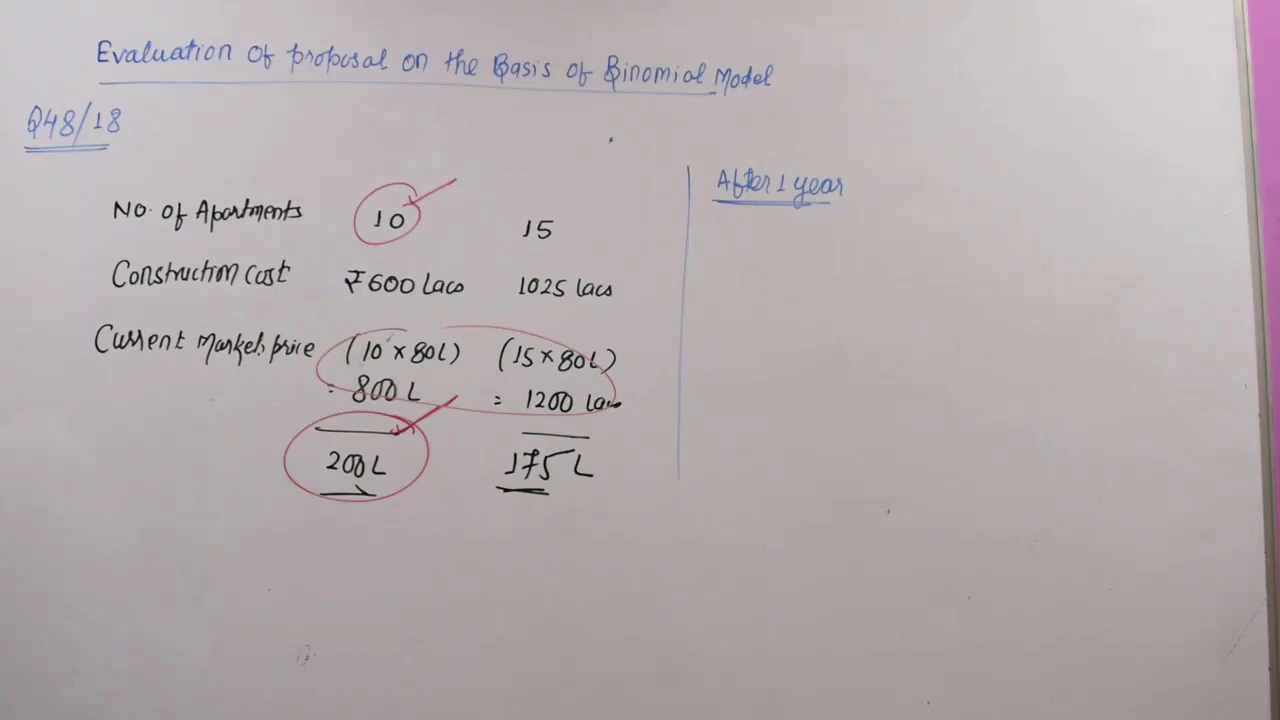 Evaluation of proposal on the Basis of Binomial Model
Q48/18
After 1 year
No. of Apartments 10 15
Construction Cost ₹600 Lacs 1025 lacs
Current Market price (10 × 80L) (15 × 80L)
= 800 L = 1200 Lacs
200L 175 L